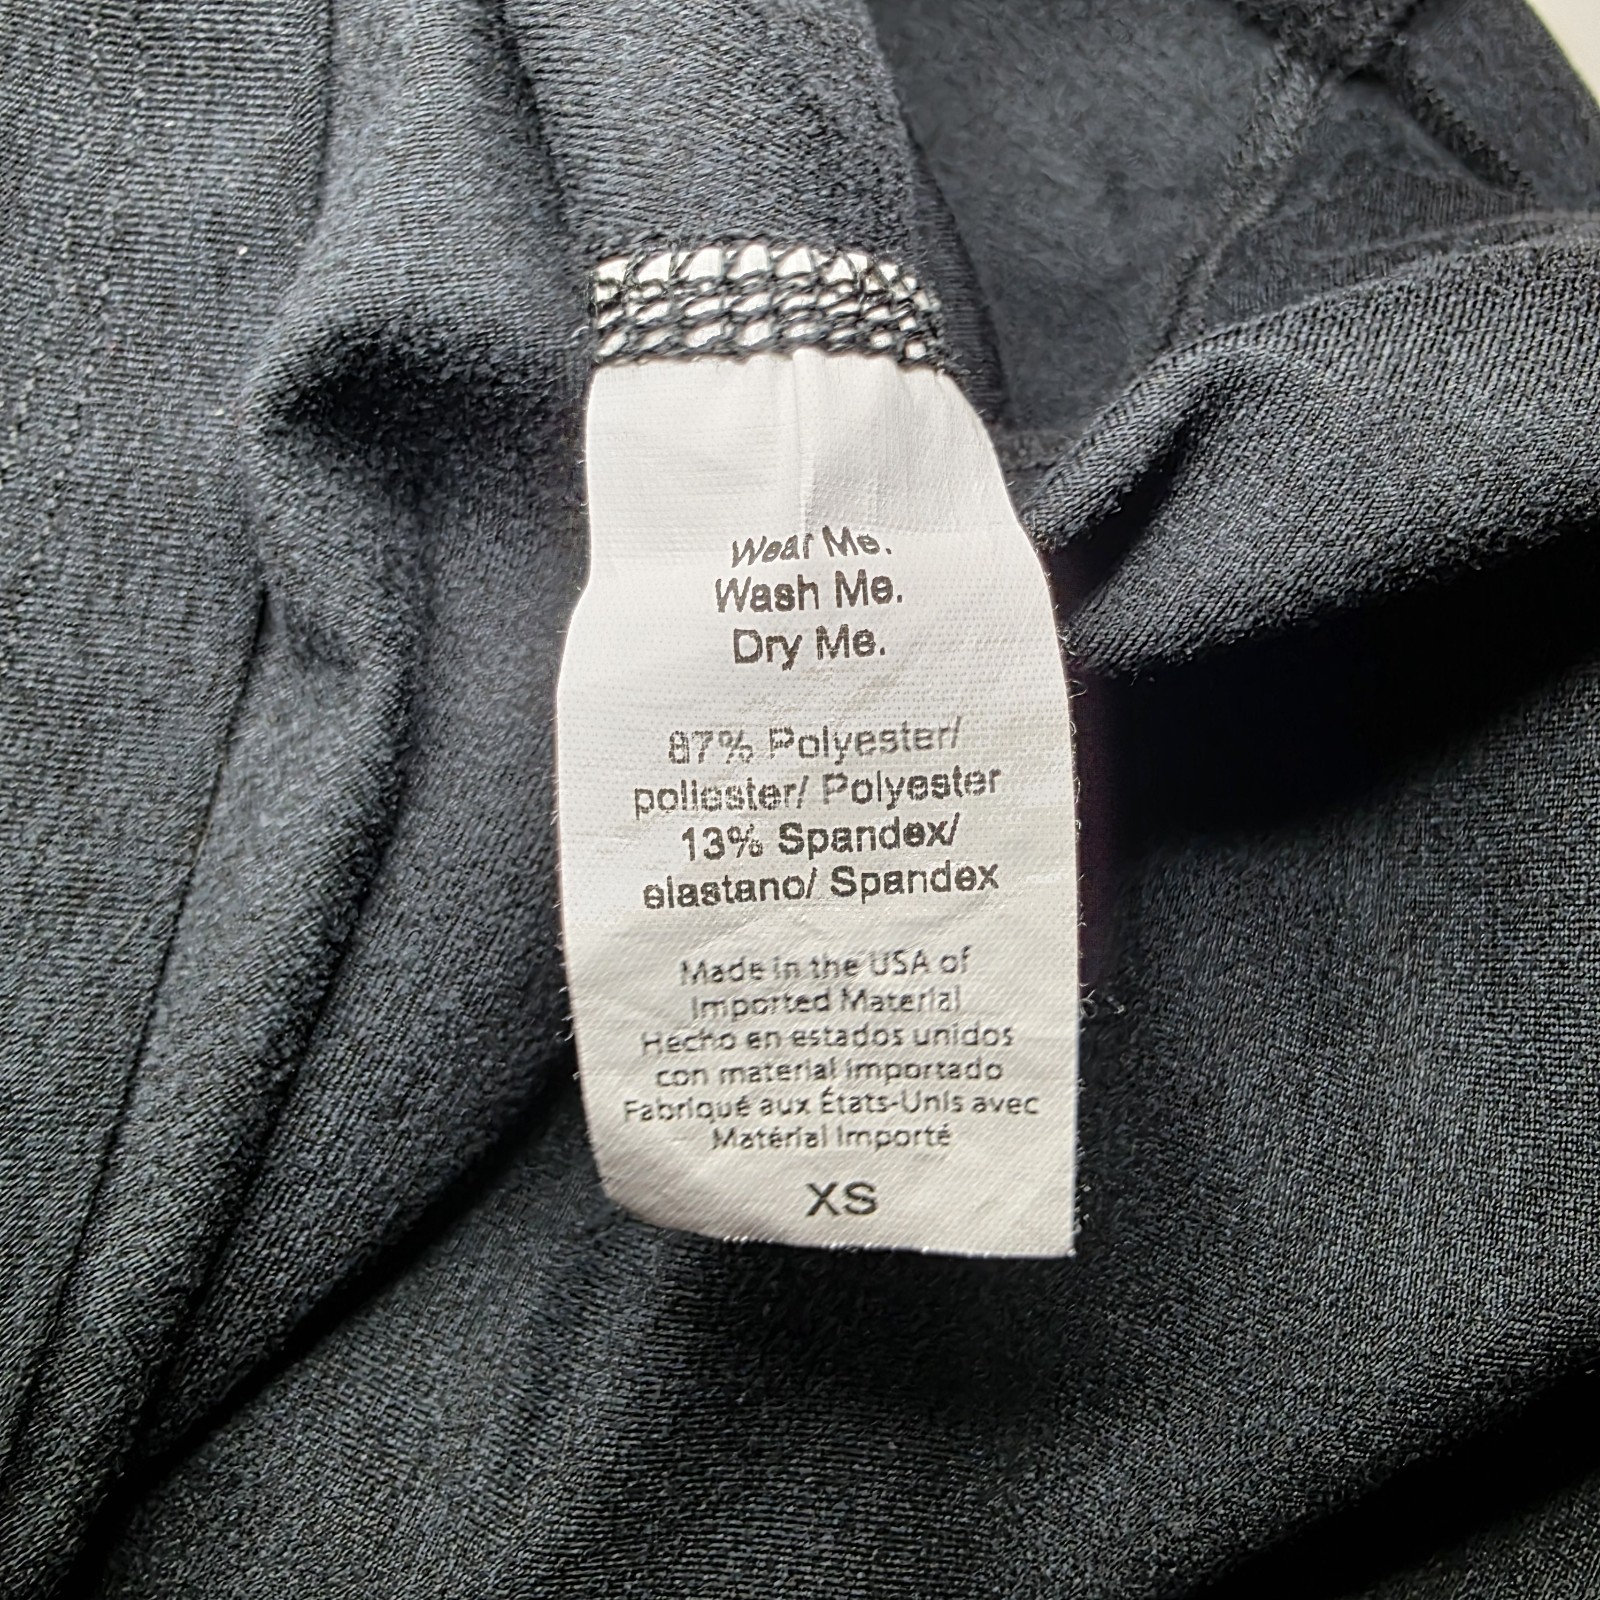 Wear Me.
Wash Me.
Dry Me.
87% Polyester/
poliester/ Polyester
13% Spandex/
elastano/ Spandex
Made in the USA of
Imported Material
Hecho en estados unidos
con material importado
Fabriqué aux États-Unis avec
Matérial Importé
XS